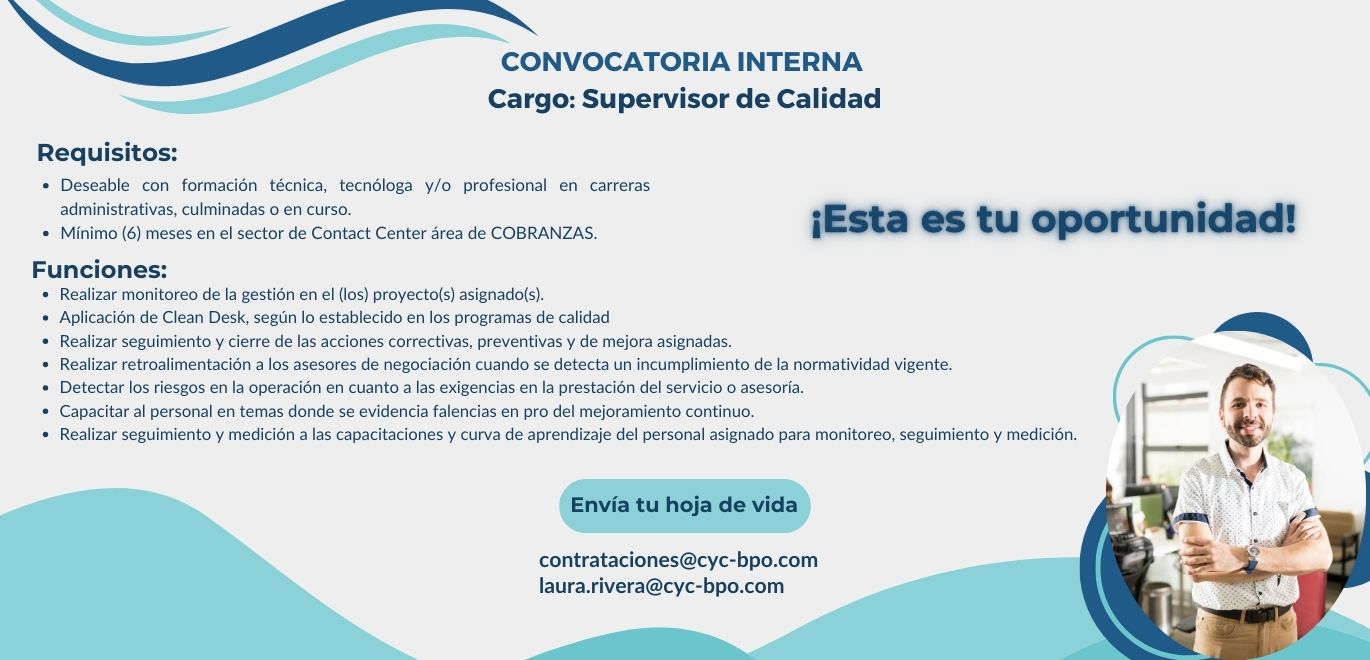 CONVOCATORIA INTERNA
Cargo: Supervisor de Calidad
Requisitos:
• Deseable con formación técnica, tecnóloga y/o profesional en carreras
administrativas, culminadas o en curso.
• Mínimo (6) meses en el sector de Contact Center área de COBRANZAS.
¡Esta es tu oportunidad!
Funciones:
• Realizar monitoreo de la gestión en el (los) proyecto(s) asignado(s).
• Aplicación de Clean Desk, según lo establecido en los programas de calidad
• Realizar seguimiento y cierre de las acciones correctivas, preventivas y de mejora asignadas.
• Realizar retroalimentación a los asesores de negociación cuando se detecta un incumplimiento de la normatividad vigente.
• Detectar los riesgos en la operación en cuanto a las exigencias en la prestación del servicio o asesoría.
• Capacitar al personal en temas donde se evidencia falencias en pro del mejoramiento continuo.
• Realizar seguimiento y medición a las capacitaciones y curva de aprendizaje del personal asignado para monitoreo, seguimiento y medición.
Envía tu hoja de vida
contrataciones@cyc-bpo.com
laura.rivera@cyc-bpo.com